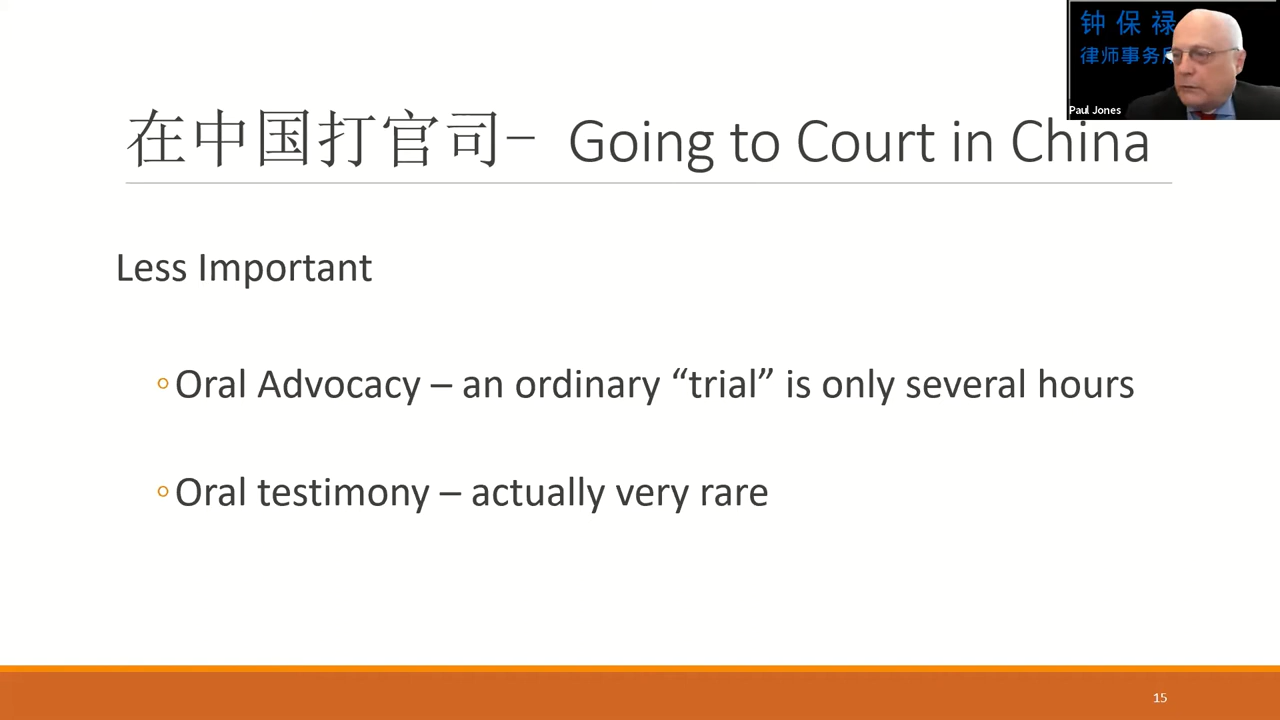 钟保禄
律师事务所
Paul Jones
在中国打官司– Going to Court in China
Less Important
◦Oral Advocacy – an ordinary “trial” is only several hours
◦Oral testimony – actually very rare
15